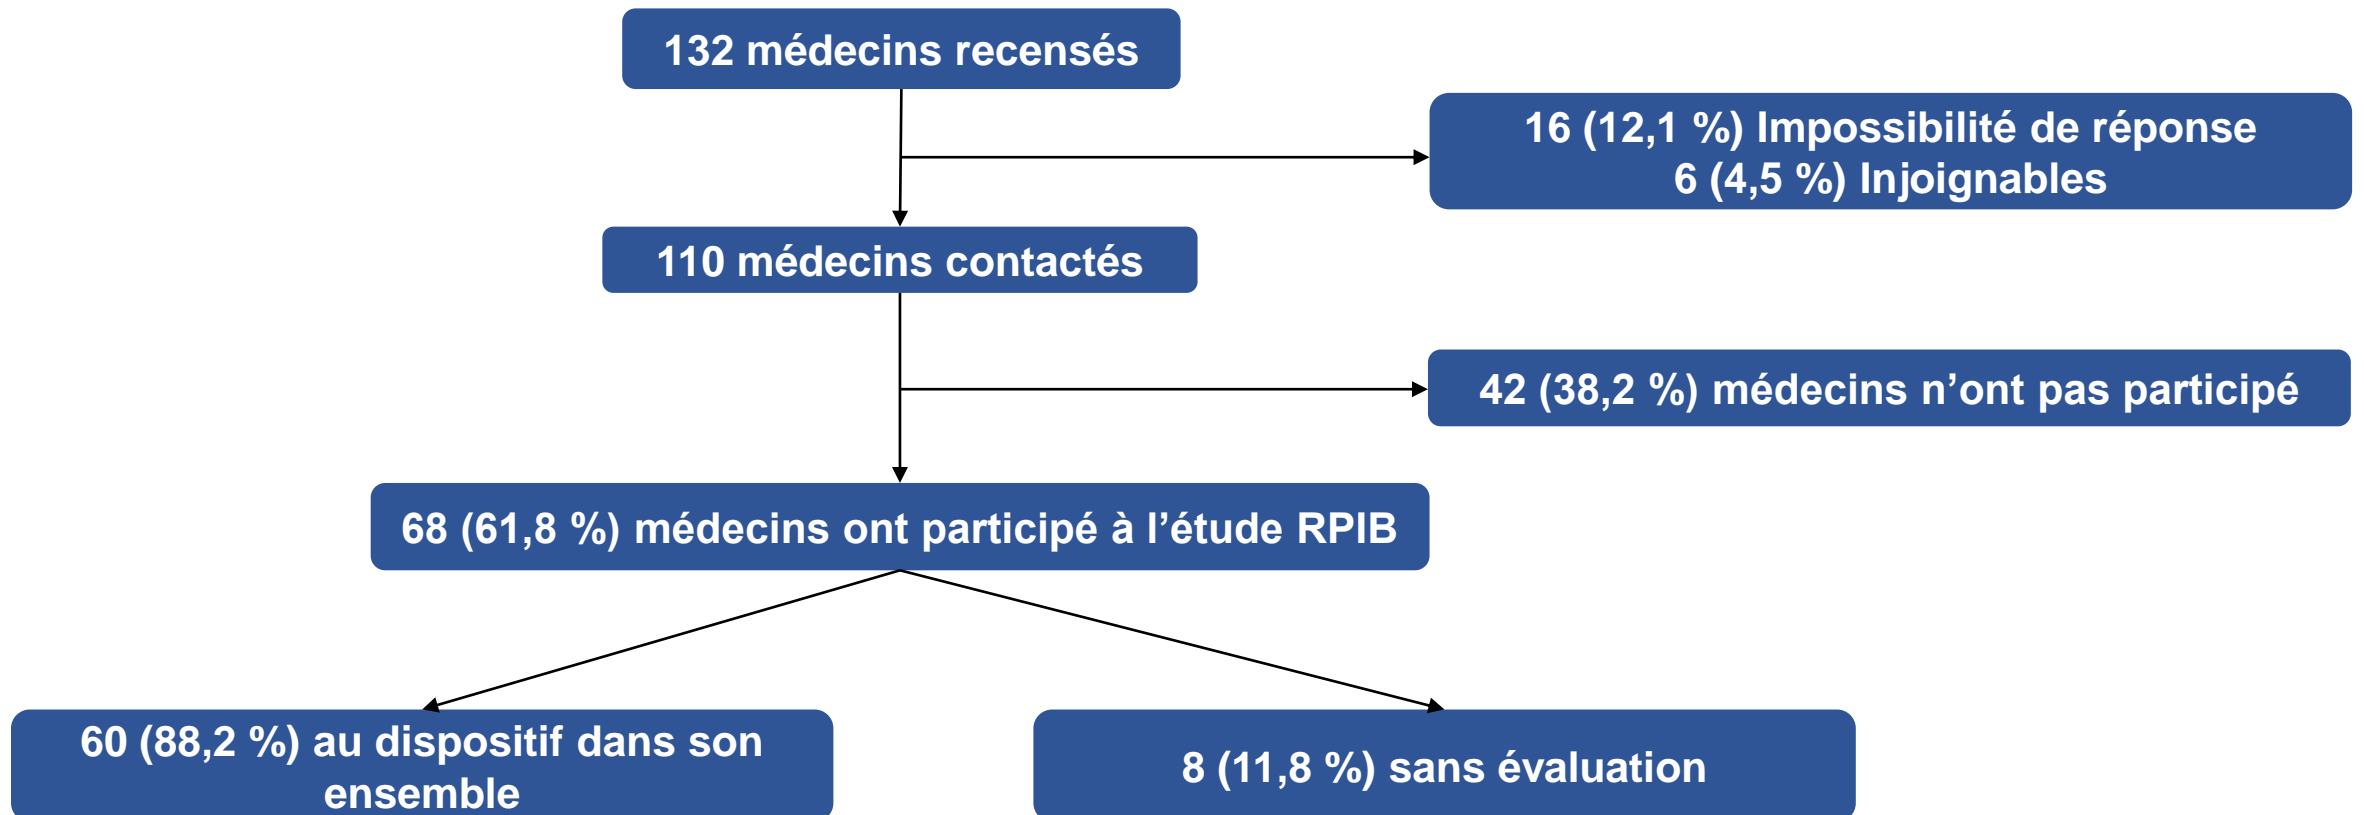 132 médecins recensés
16 (12,1 %) Impossibilité de réponse
6 (4,5 %) Injoignables
110 médecins contactés
42 (38,2 %) médecins n’ont pas participé
68 (61,8 %) médecins ont participé à l’étude RPIB
60 (88,2 %) au dispositif dans son
ensemble
8 (11,8 %) sans évaluation